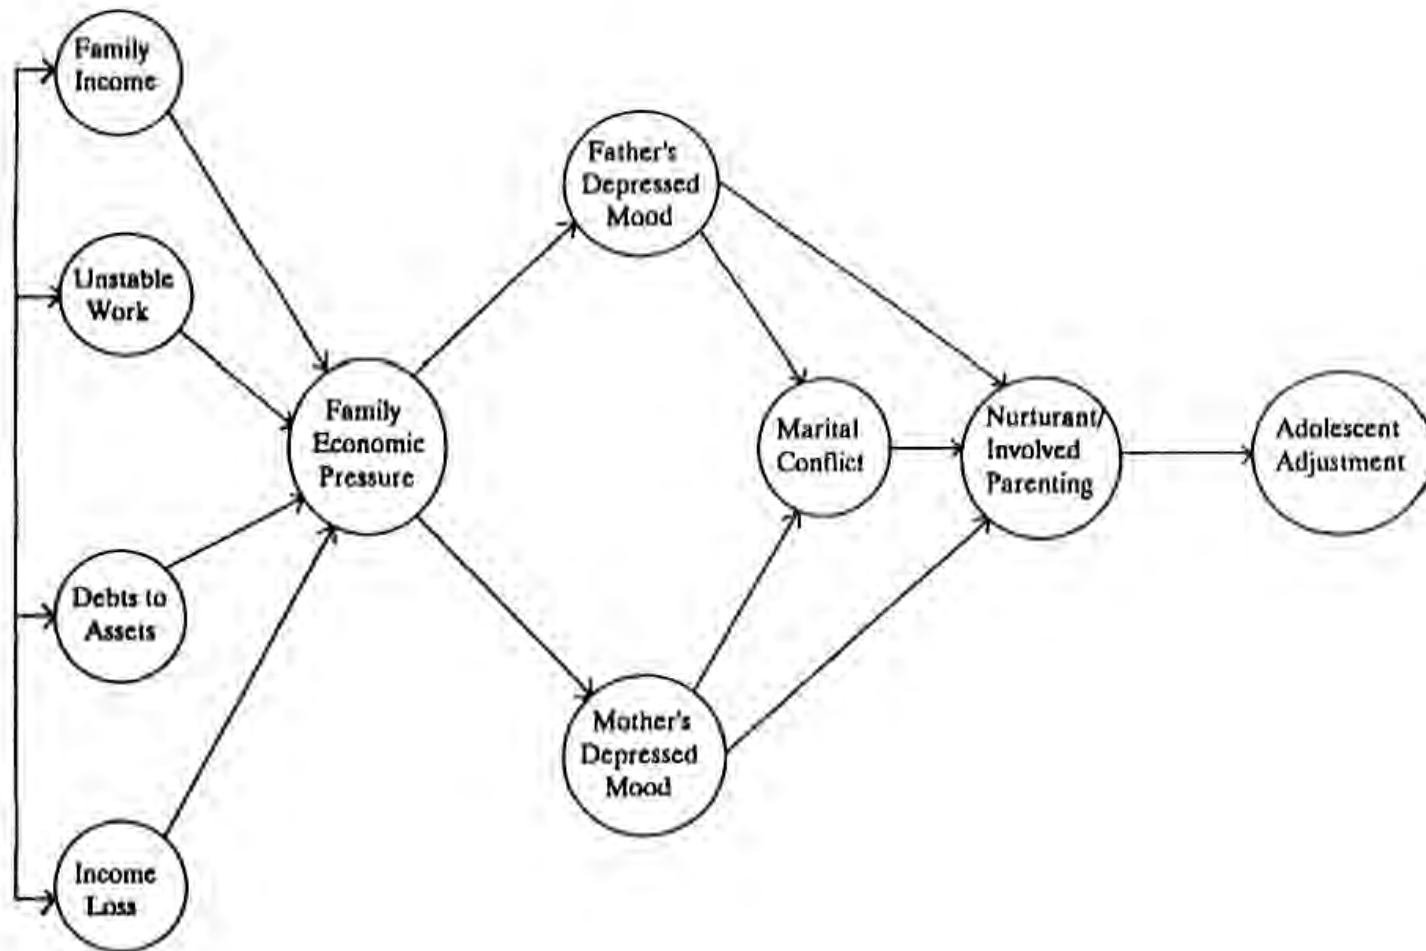 Family
Income
Unstable
Work
Debts to
Assets
Income
Loss
Family
Economic
Pressure
Father's
Depressed
Mood
Mother's
Depressed
Mood
Marital
Conflict
Nurturant/
Involved
Parenting
Adolescent
Adjustment